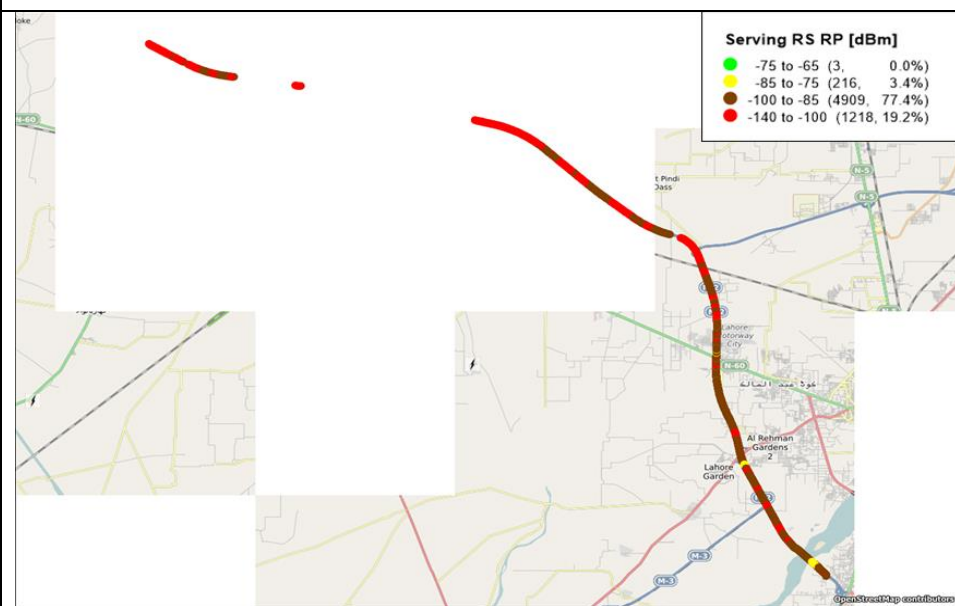 Serving RS RP [dBm]
-75 to -65 (3, 0.0%)
-85 to -75 (216, 3.4%)
-100 to -85 (4909, 77.4%)
-140 to -100 (1218, 19.2%)
oke
N-60
N-5
N-5
t Pindi
Dass
Lahore
Motorway
City
N-60
Al Rehman
Gardens
2
Lahore
Garden
M-3
M-3
OpenStreetMap contributors